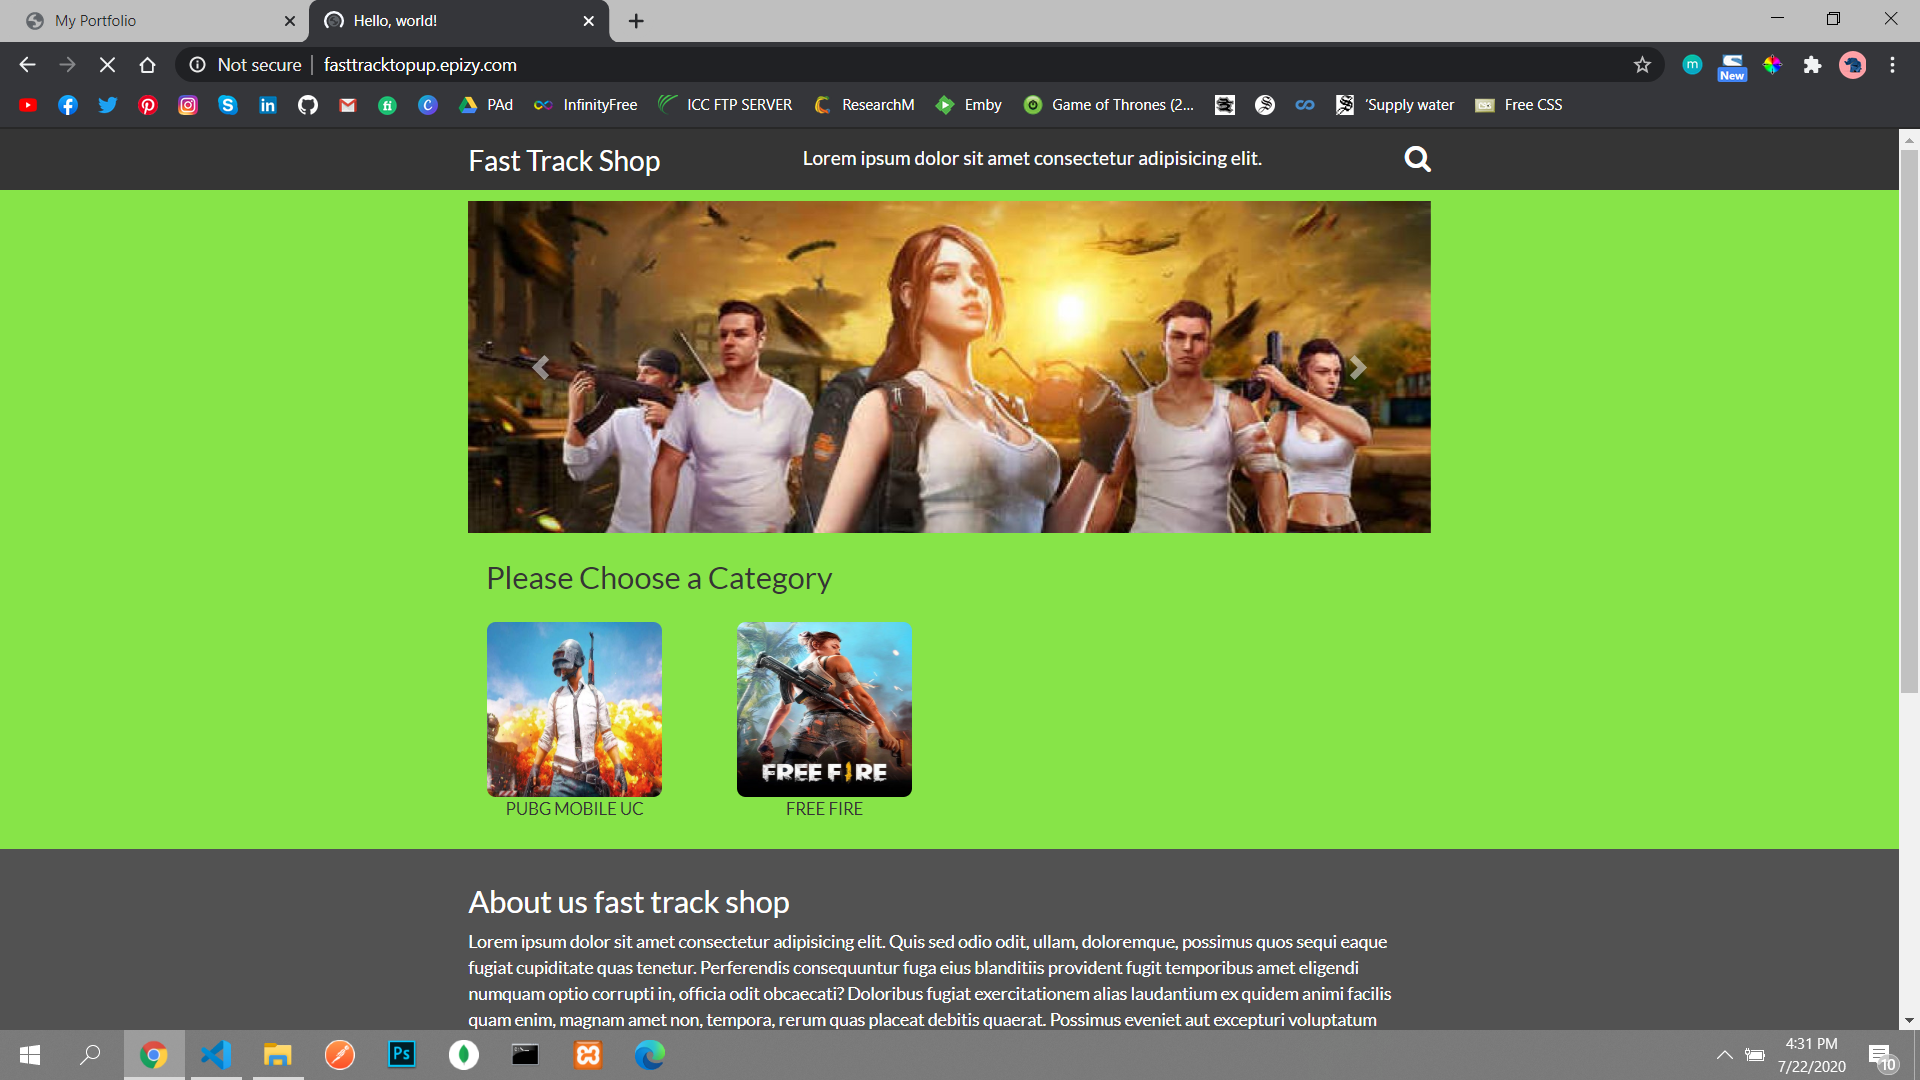 My Portfolio
Hello, world!
Not secure
fasttracktopup.epizy.com
m
New
fi
C
PAd
InfinityFree
ICC FTP SERVER
ResearchM
Emby
Game of Thrones (2...
'Supply water
Free CSS
Fast Track Shop
Lorem ipsum dolor sit amet consectetur adipisicing elit.
Please Choose a Category
FREE FIRE
PUBG MOBILE UC
FREE FIRE
About us fast track shop
Lorem ipsum dolor sit amet consectetur adipisicing elit. Quis sed odio odit, ullam, doloremque, possimus quos sequi eaque
fugiat cupiditate quas tenetur. Perferendis consequuntur fuga eius blanditiis provident fugit temporibus amet eligendi
numquam optio corrupti in, officia odit obcaecati? Doloribus fugiat exercitationem alias laudantium ex quidem animi facilis
quam enim, magnam amet non, tempora, rerum quas placeat debitis quaerat. Possimus eveniet aut excepturi voluptatum
Ps
4:31 PM
7/22/2020
10